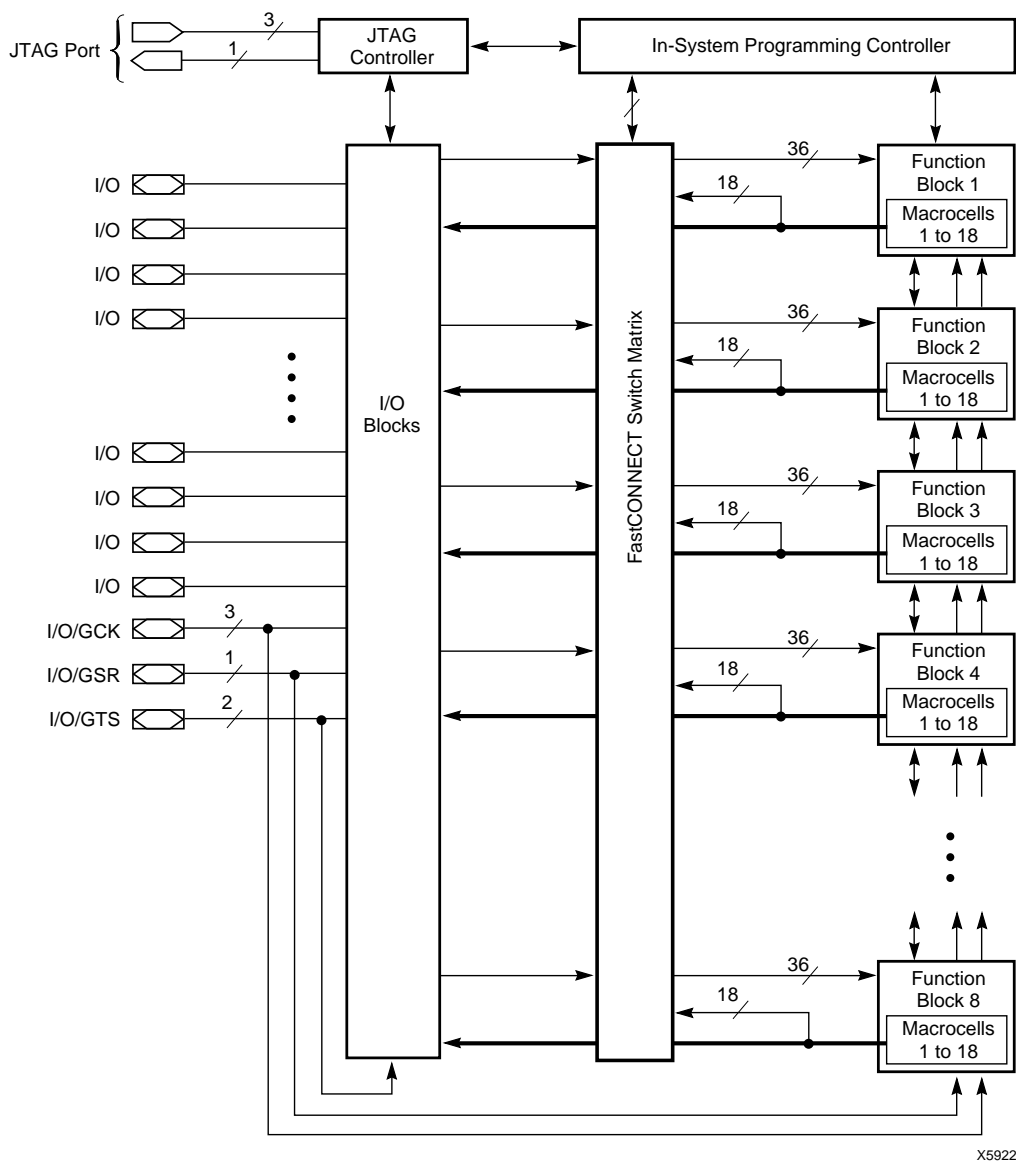 JTAG Port
3
1
JTAG
Controller
In-System Programming Controller
I/O
I/O
I/O
I/O
I/O
I/O
I/O
I/O
I/O/GCK
3
I/O/GSR
1
I/O/GTS
2
I/O
Blocks
FastCONNECT Switch Matrix
36
18
Function
Block 1
Macrocells
1 to 18
36
18
Function
Block 2
Macrocells
1 to 18
36
18
Function
Block 3
Macrocells
1 to 18
36
18
Function
Block 4
Macrocells
1 to 18
36
18
Function
Block 8
Macrocells
1 to 18
X5922